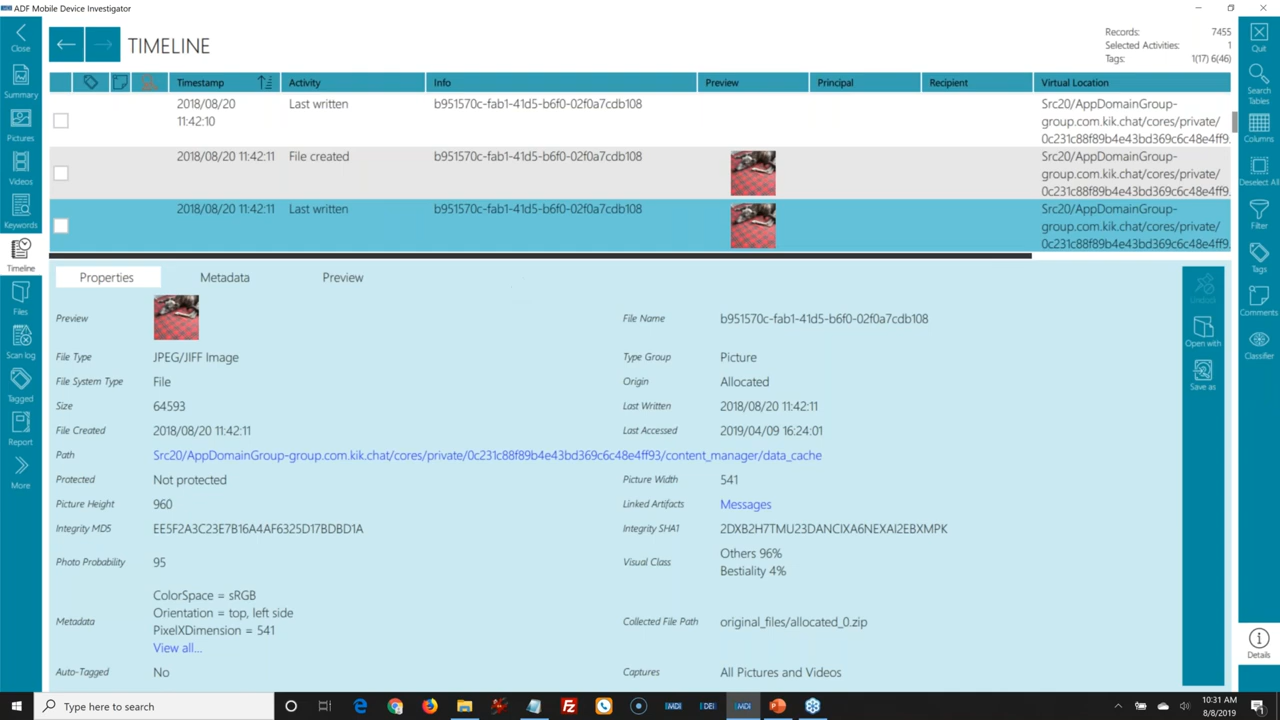 ADF Mobile Device Investigator
Close
TIMELINE
Records: 7455
Selected Activities: 1
Tags: 1(17) 6(46)
Quit
Summary
Timestamp Activity Info Preview Principal Recipient Virtual Location
Search
Tables
2018/08/20
11:42:10
Last written
b951570c-fab1-41d5-b6f0-02f0a7cdb108
Src20/AppDomainGroup-
group.com.kik.chat/cores/private/
0c231c88f89b4e43bd369c6c48e4ff9.
Pictures
Columns
2018/08/20 11:42:11 File created b951570c-fab1-41d5-b6f0-02f0a7cdb108
Src20/AppDomainGroup-
group.com.kik.chat/cores/private/
0c231c88f89b4e43bd369c6c48e4ff9.
Videos
Deselect All
2018/08/20 11:42:11 Last written b951570c-fab1-41d5-b6f0-02f0a7cdb108
Src20/AppDomainGroup-
group.com.kik.chat/cores/private/
0c231c88f89b4e43bd369c6c48e4ff9.
Keywords
Filter
Timeline
Tags
Properties Metadata Preview
Files
Undock
Comments
Preview
File Name b951570c-fab1-41d5-b6f0-02f0a7cdb108
Open with
Scan log
Classifier
File Type JPEG/JIFF Image
Type Group Picture
File System Type File
Origin Allocated
Save as
Tagged
Size 64593
Last Written 2018/08/20 11:42:11
File Created 2018/08/20 11:42:11
Last Accessed 2019/04/09 16:24:01
Report
Path Src20/AppDomainGroup-group.com.kik.chat/cores/private/0c231c88f89b4e43bd369c6c48e4ff93/content_manager/data_cache
Protected Not protected
Picture Width 541
More
Picture Height 960
Linked Artifacts Messages
Integrity MD5 EE5F2A3C23E7B16A4AF6325D17BDBD1A
Integrity SHA1 2DXB2H7TMU23DANCIXA6NEXAI2EBXMPK
Photo Probability 95
Visual Class Others 96%
Bestiality 4%
Metadata ColorSpace = sRGB
Orientation = top, left side
PixelXDimension = 541
View all...
Collected File Path original_files/allocated_0.zip
Details
Auto-Tagged No
Captures All Pictures and Videos
Type here to search
MDI
DEI
MDI
10:31 AM
8/8/2019
1